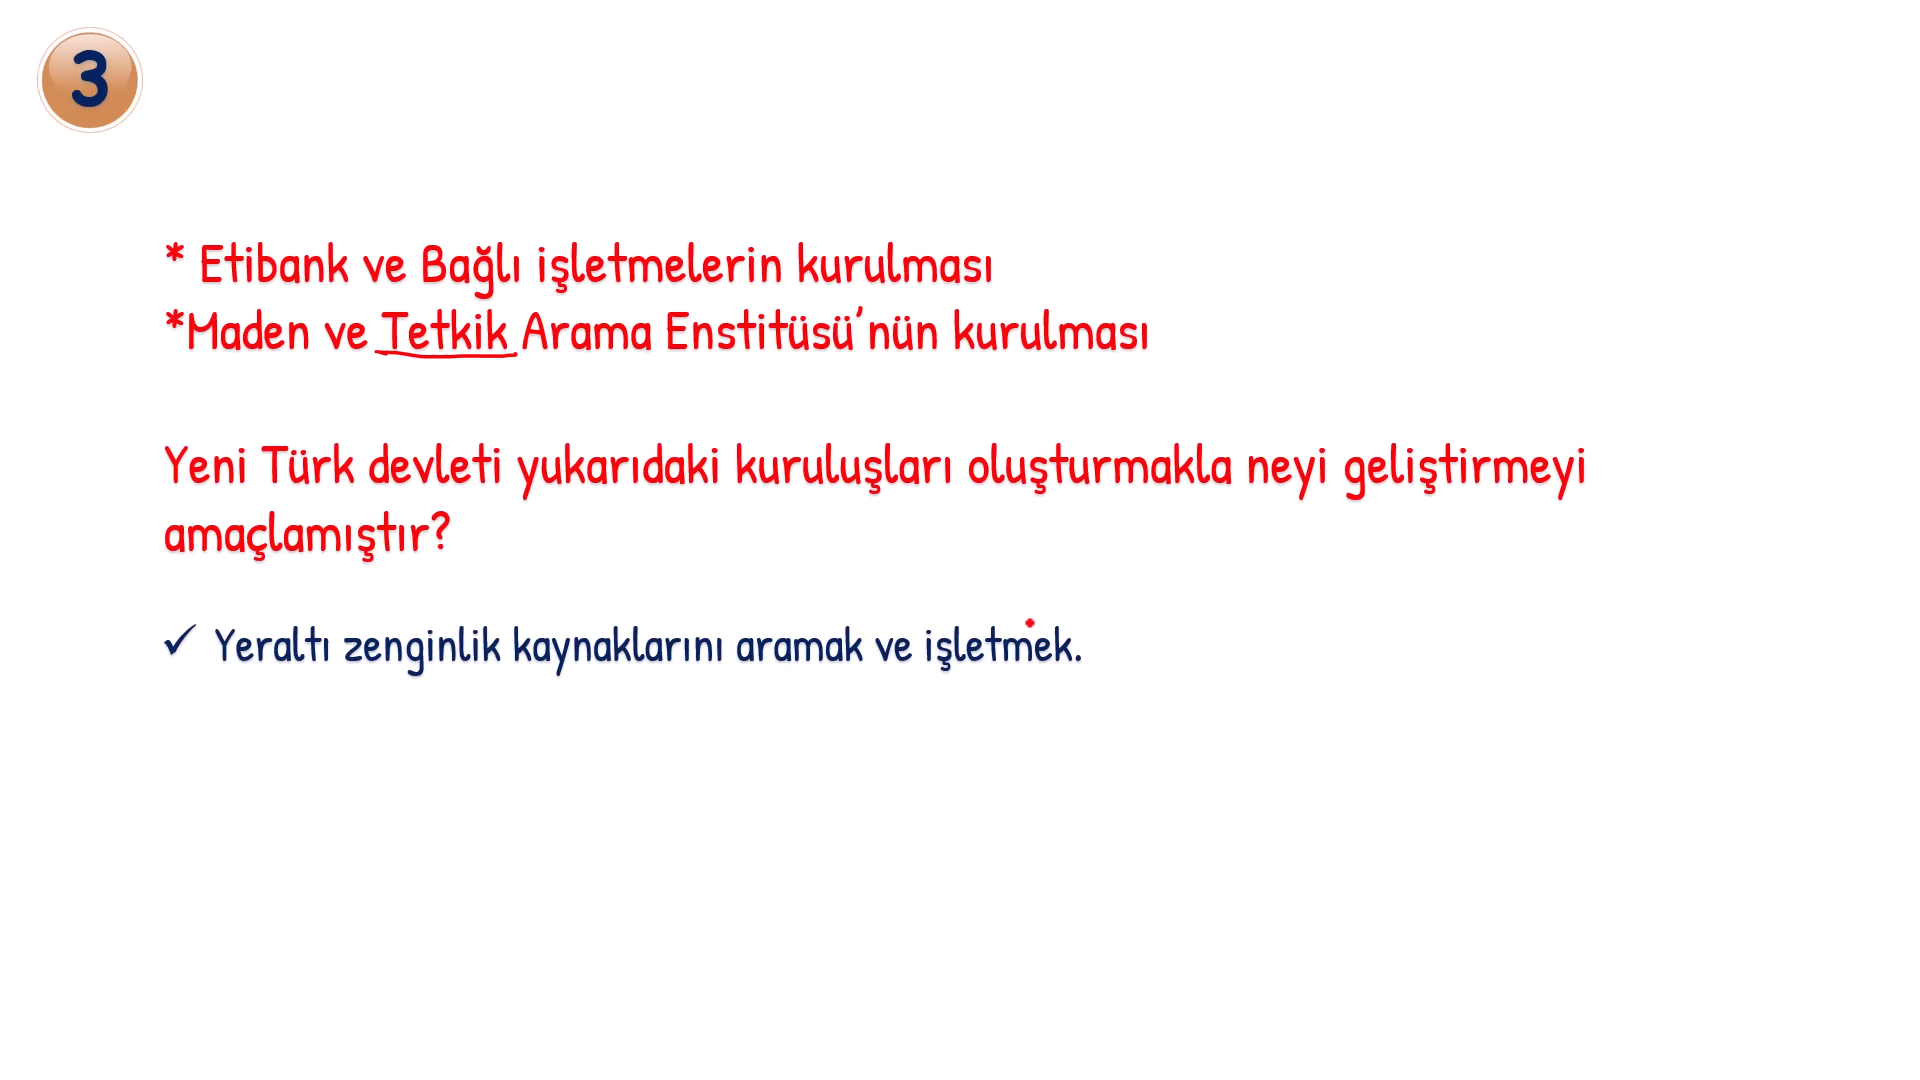 3
* Etibank ve Bağlı işletmelerin kurulması
*Maden ve Tetkik Arama Enstitüsü'nün kurulması
Yeni Türk devleti yukarıdaki kuruluşları oluşturmakla neyi geliştirmeyi
amaçlamıştır?
✓ Yeraltı zenginlik kaynaklarını aramak ve işletmek.